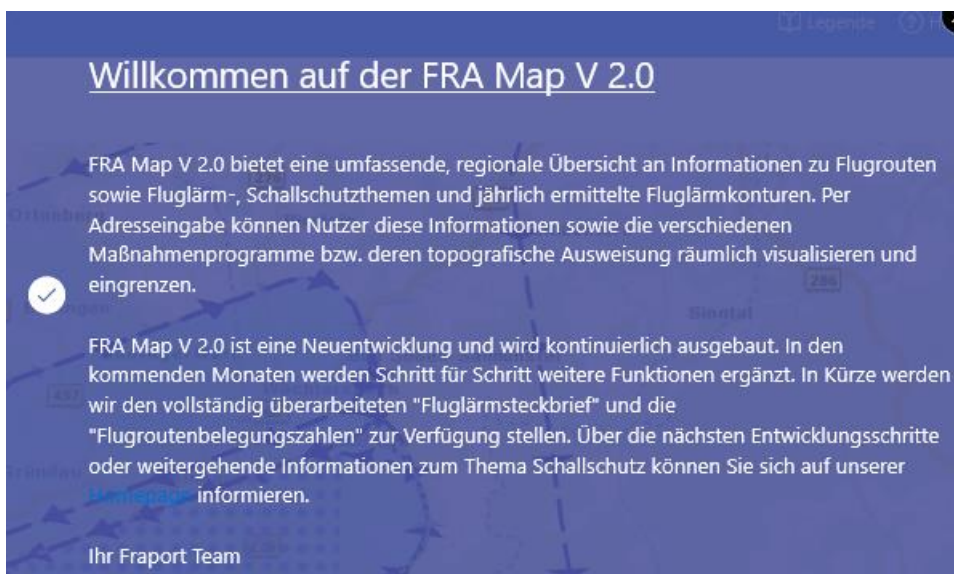 Legende
Willkommen auf der FRA Map V 2.0
FRA Map V 2.0 bietet eine umfassende, regionale Übersicht an Informationen zu Flugrouten
sowie Fluglärm-, Schallschutzthemen und jährlich ermittelte Fluglärmkonturen. Per
Adresseingabe können Nutzer diese Informationen sowie die verschiedenen
Maßnahmenprogramme bzw. deren topografische Ausweisung räumlich visualisieren und
eingrenzen.
286
Sinntal
FRA Map V 2.0 ist eine Neuentwicklung und wird kontinuierlich ausgebaut. In den
kommenden Monaten werden Schritt für Schritt weitere Funktionen ergänzt. In Kürze werden
457
wir den vollständig überarbeiteten "Fluglärmsteckbrief" und die
"Flugroutenbelegungszahlen" zur Verfügung stellen. Über die nächsten Entwicklungsschritte
oder weitergehende Informationen zum Thema Schallschutz können Sie sich auf unserer
Homepage informieren.
Ihr Fraport Team